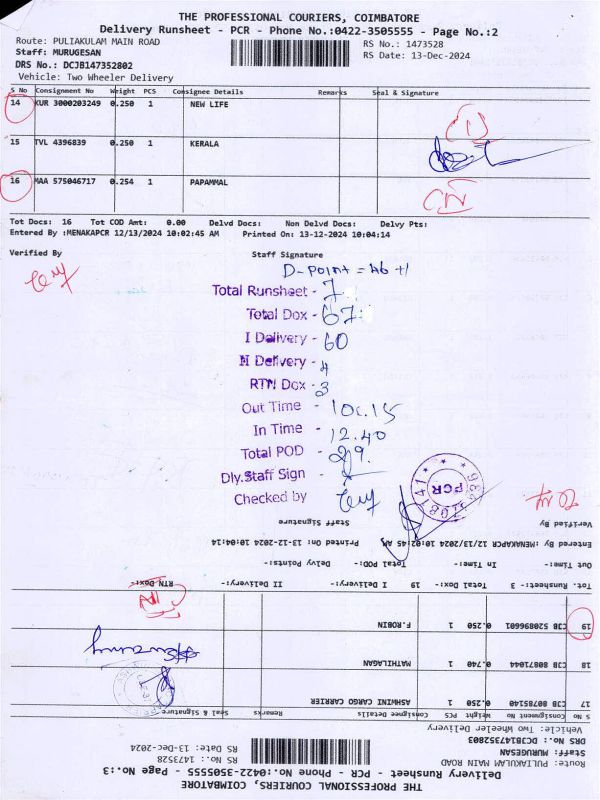 THE PROFESSIONAL COURIERS, COIMBATORE
Delivery Runsheet - PCR - Phone No.:0422-3505555 - Page No.:2
Route: PULIAKULAM MAIN ROAD
RS No.: 1473528
Staff: MURUGESAN
RS Date: 13-Dec-2024
DRS No.: DCJB147352802
Vehicle: Two Wheeler Delivery
S No Consignment No Weight PCS Consignee Details Remarks Seal & Signature
14 KUR 3000203249 0.250 1 NEW LIFE
15 TVL 4396839 0.250 1 KERALA
16 MAA 575046717 0.254 1 PAPAMMAL
Tot Docs: 16 Tot COD Amt: 0.00 Delvd Docs: Non Delvd Docs: Delvy Pts:
Entered By :MENAKAPCR 12/13/2024 10:02:45 AM Printed On: 13-12-2024 10:04:14
Verified By Staff Signature
D-Point = 46 +1
Total Runsheet - 7
Total Dox - 67
I Delivery - 60
II Delivery - 4
RTN Dox - 3
Out Time - 10.15
In Time - 12.40
Total POD - 29.
Dly.Staff Sign -
Checked by
PCR
THE PROFESSIONAL COURIERS, COIMBATORE
Delivery Runsheet - PCR - Phone No.:0422-3505555 - Page No.:3
Route: PULIAKULAM MAIN ROAD
RS No.: 1473528
Staff: MURUGESAN
RS Date: 13-Dec-2024
DRS No.: DCJB147352803
Vehicle: Two Wheeler Delivery
S No Consignment No Weight PCS Consignee Details Remarks Seal & Signature
17 CJB 80785140 0.250 1 ASHMINI CARGO CARRIER
18 CJB 80871044 0.740 1 MATHILAGAN
19 CJB 520896601 0.250 1 F.ROBIN
Tot. Runsheet:- 3 Total Dox:- 19 I Delivery:- II Delivery:- RTN Dox:-
Out Time:- In Time:- Total POD:- Delvy Points:-
Entered By: MENAKAPCR 12/13/2024 10:02:45 AM Printed On: 13-12-2024 10:04:14
Verified By Staff Signature